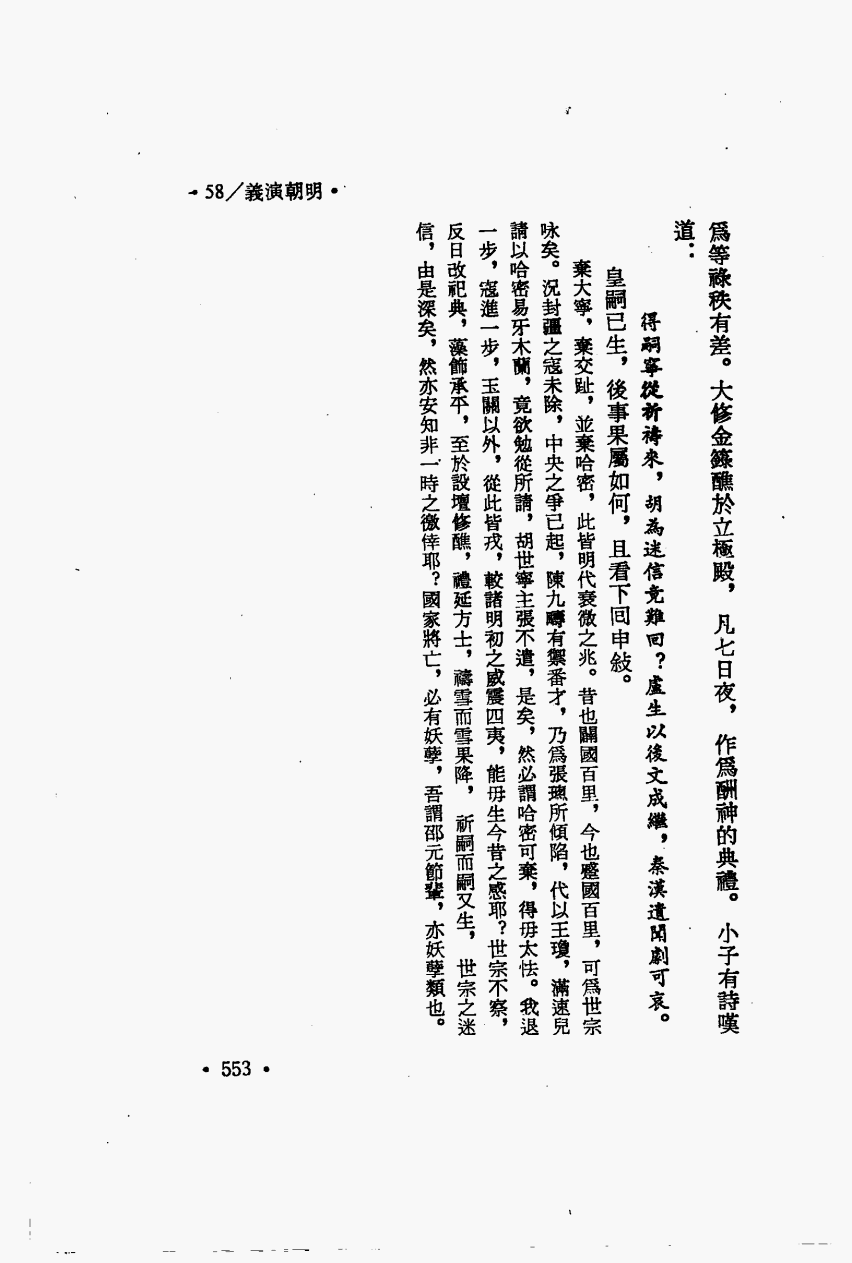 明朝演義/58
爲等祿秩有差。大修金籙醮於立極殿，凡七日夜，作爲酬神的典禮。小子有詩嘆
道：
得嗣寧從祈禱來，胡為迷信竟難回？盧生以後文成繼，秦漢遺聞劇可哀。
皇嗣已生，後事果屬如何，且看下囘申敍。
棄大寧，棄交趾，並棄哈密，此皆明代衰微之兆。昔也闢國百里，今也蹙國百里，可爲世宗
咏矣。況封疆之寇未除，中央之爭已起，陳九疇有禦番才，乃爲張璁所傾陷，代以王瓊，滿速兒
請以哈密易牙木蘭，竟欲勉從所請，胡世寧主張不遣，是矣，然必謂哈密可棄，得毋太怯。我退
一步，寇進一步，玉關以外，從此皆戎，較諸明初之威震四夷，能毋生今昔之感耶？世宗不察，
反日改祀典，藻飾承平，至於設壇修醮，禮延方士，禱雪而雪果降，祈嗣而嗣又生，世宗之迷
信，由是深矣，然亦安知非一時之徼倖耶？國家將亡，必有妖孽，吾謂邵元節輩，亦妖孽類也。
• 553 •